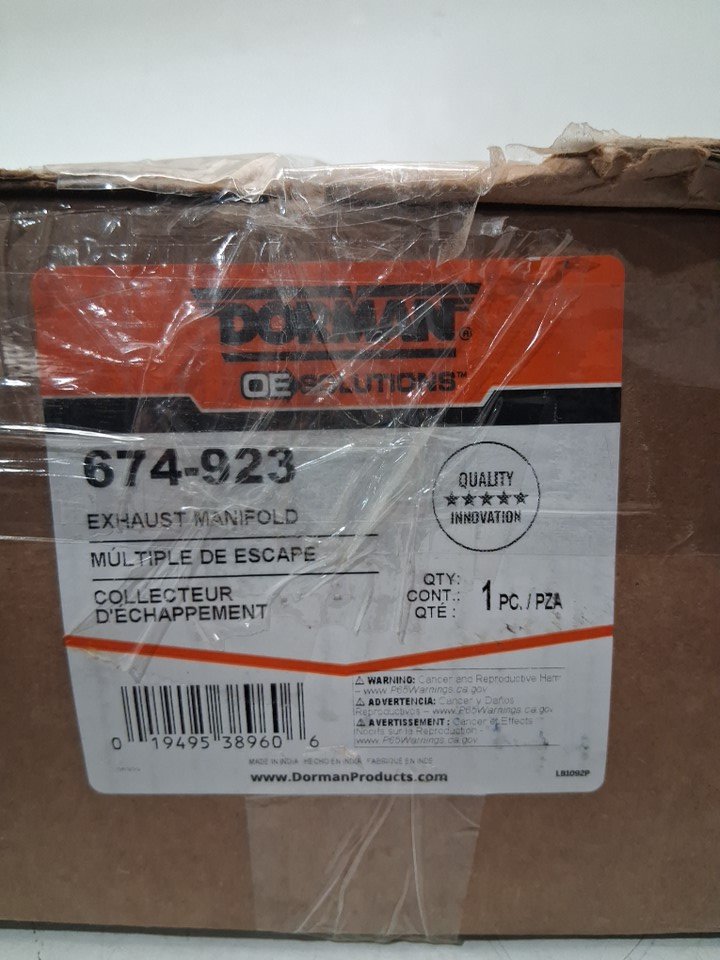 DORMAN®
OE SOLUTIONS™
674-923
EXHAUST MANIFOLD
MÚLTIPLE DE ESCAPE
COLLECTEUR
D'ÉCHAPPEMENT
QUALITY
★★★★★
INNOVATION
QTY:
CONT.:
QTÉ :
1 PC. / PZA
⚠ WARNING: Cancer and Reproductive Harm
- www.P65Warnings.ca.gov
⚠ ADVERTENCIA: Cancer y Daños
Reproductivos - www.P65Warnings.ca.gov
⚠ AVERTISSEMENT : Cancer et Effects
Nocifs sur la Reproduction -
www.P65Warnings.ca.gov
0 19495 38960 6
MADE IN INDIA HECHO EN INDIA FABRIQUÉ EN INDE
www.DormanProducts.com
LB1092P